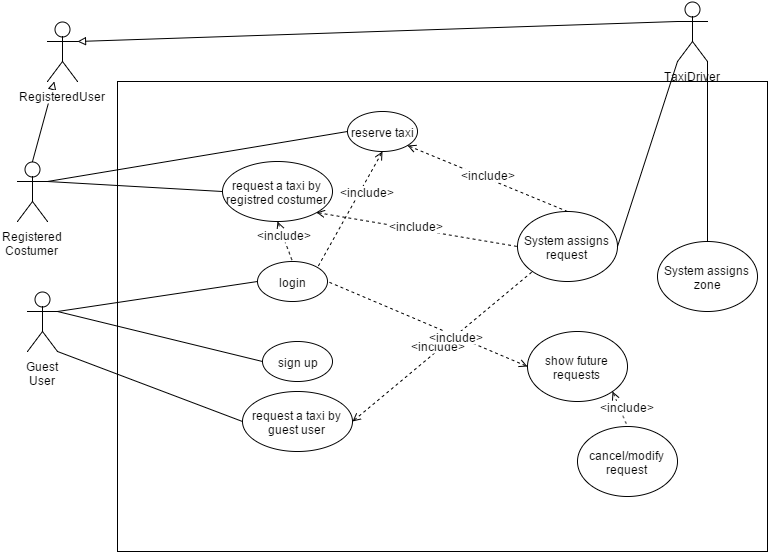 TaxiDriver
RegisteredUser
reserve taxi
<include>
<include>
request a taxi by
registred costumer
<include>
<include>
Registered
Costumer
System assigns
request
System assigns
zone
login
sign up
<include>
<include>
show future
requests
Guest
User
request a taxi by
guest user
<include>
cancel/modify
request